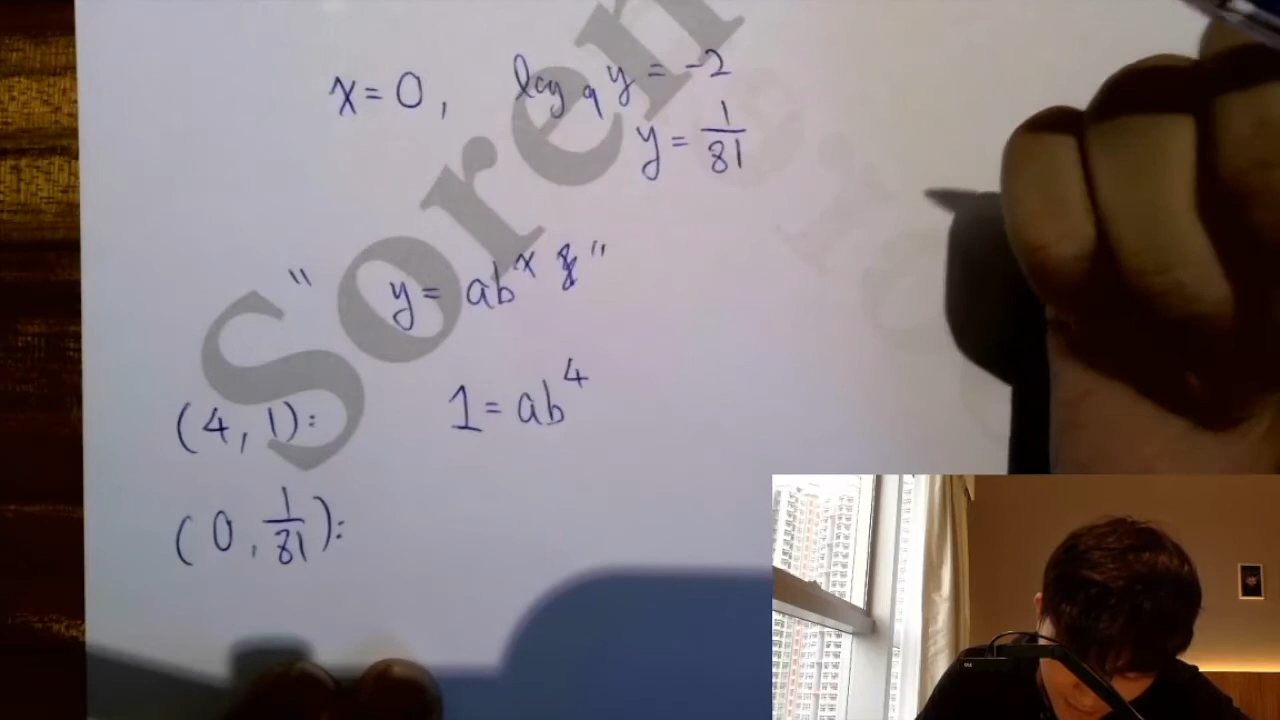 x = 0, log₉ y = -2
y = 1/81
" y = abˣ "
(4, 1): 1 = ab⁴
(0, 1/81):
Soren